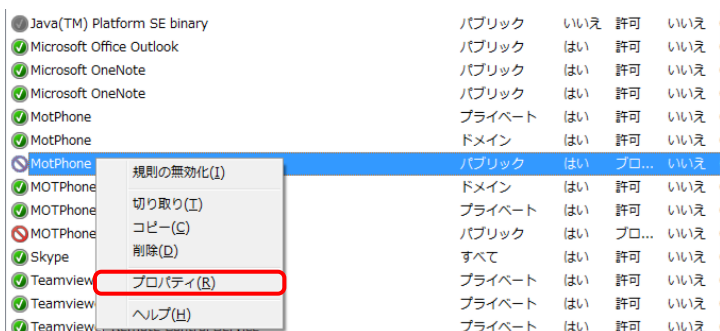 Java(TM) Platform SE binary パブリック いいえ 許可 いいえ
Microsoft Office Outlook パブリック はい 許可 いいえ
Microsoft OneNote パブリック はい 許可 いいえ
Microsoft OneNote パブリック はい 許可 いいえ
MotPhone プライベート はい 許可 いいえ
MotPhone ドメイン はい 許可 いいえ
MotPhone パブリック はい ブロ... いいえ
規則の無効化(I)
MOTPhone ドメイン はい 許可 いいえ
切り取り(T)
MOTPhone プライベート はい 許可 いいえ
コピー(C)
MOTPhone パブリック はい ブロ... いいえ
削除(D)
Skype すべて はい 許可 いいえ
Teamview プライベート はい 許可 いいえ
プロパティ(R)
Teamview プライベート はい 許可 いいえ
ヘルプ(H)
Teamview プライベート はい 許可 いいえ